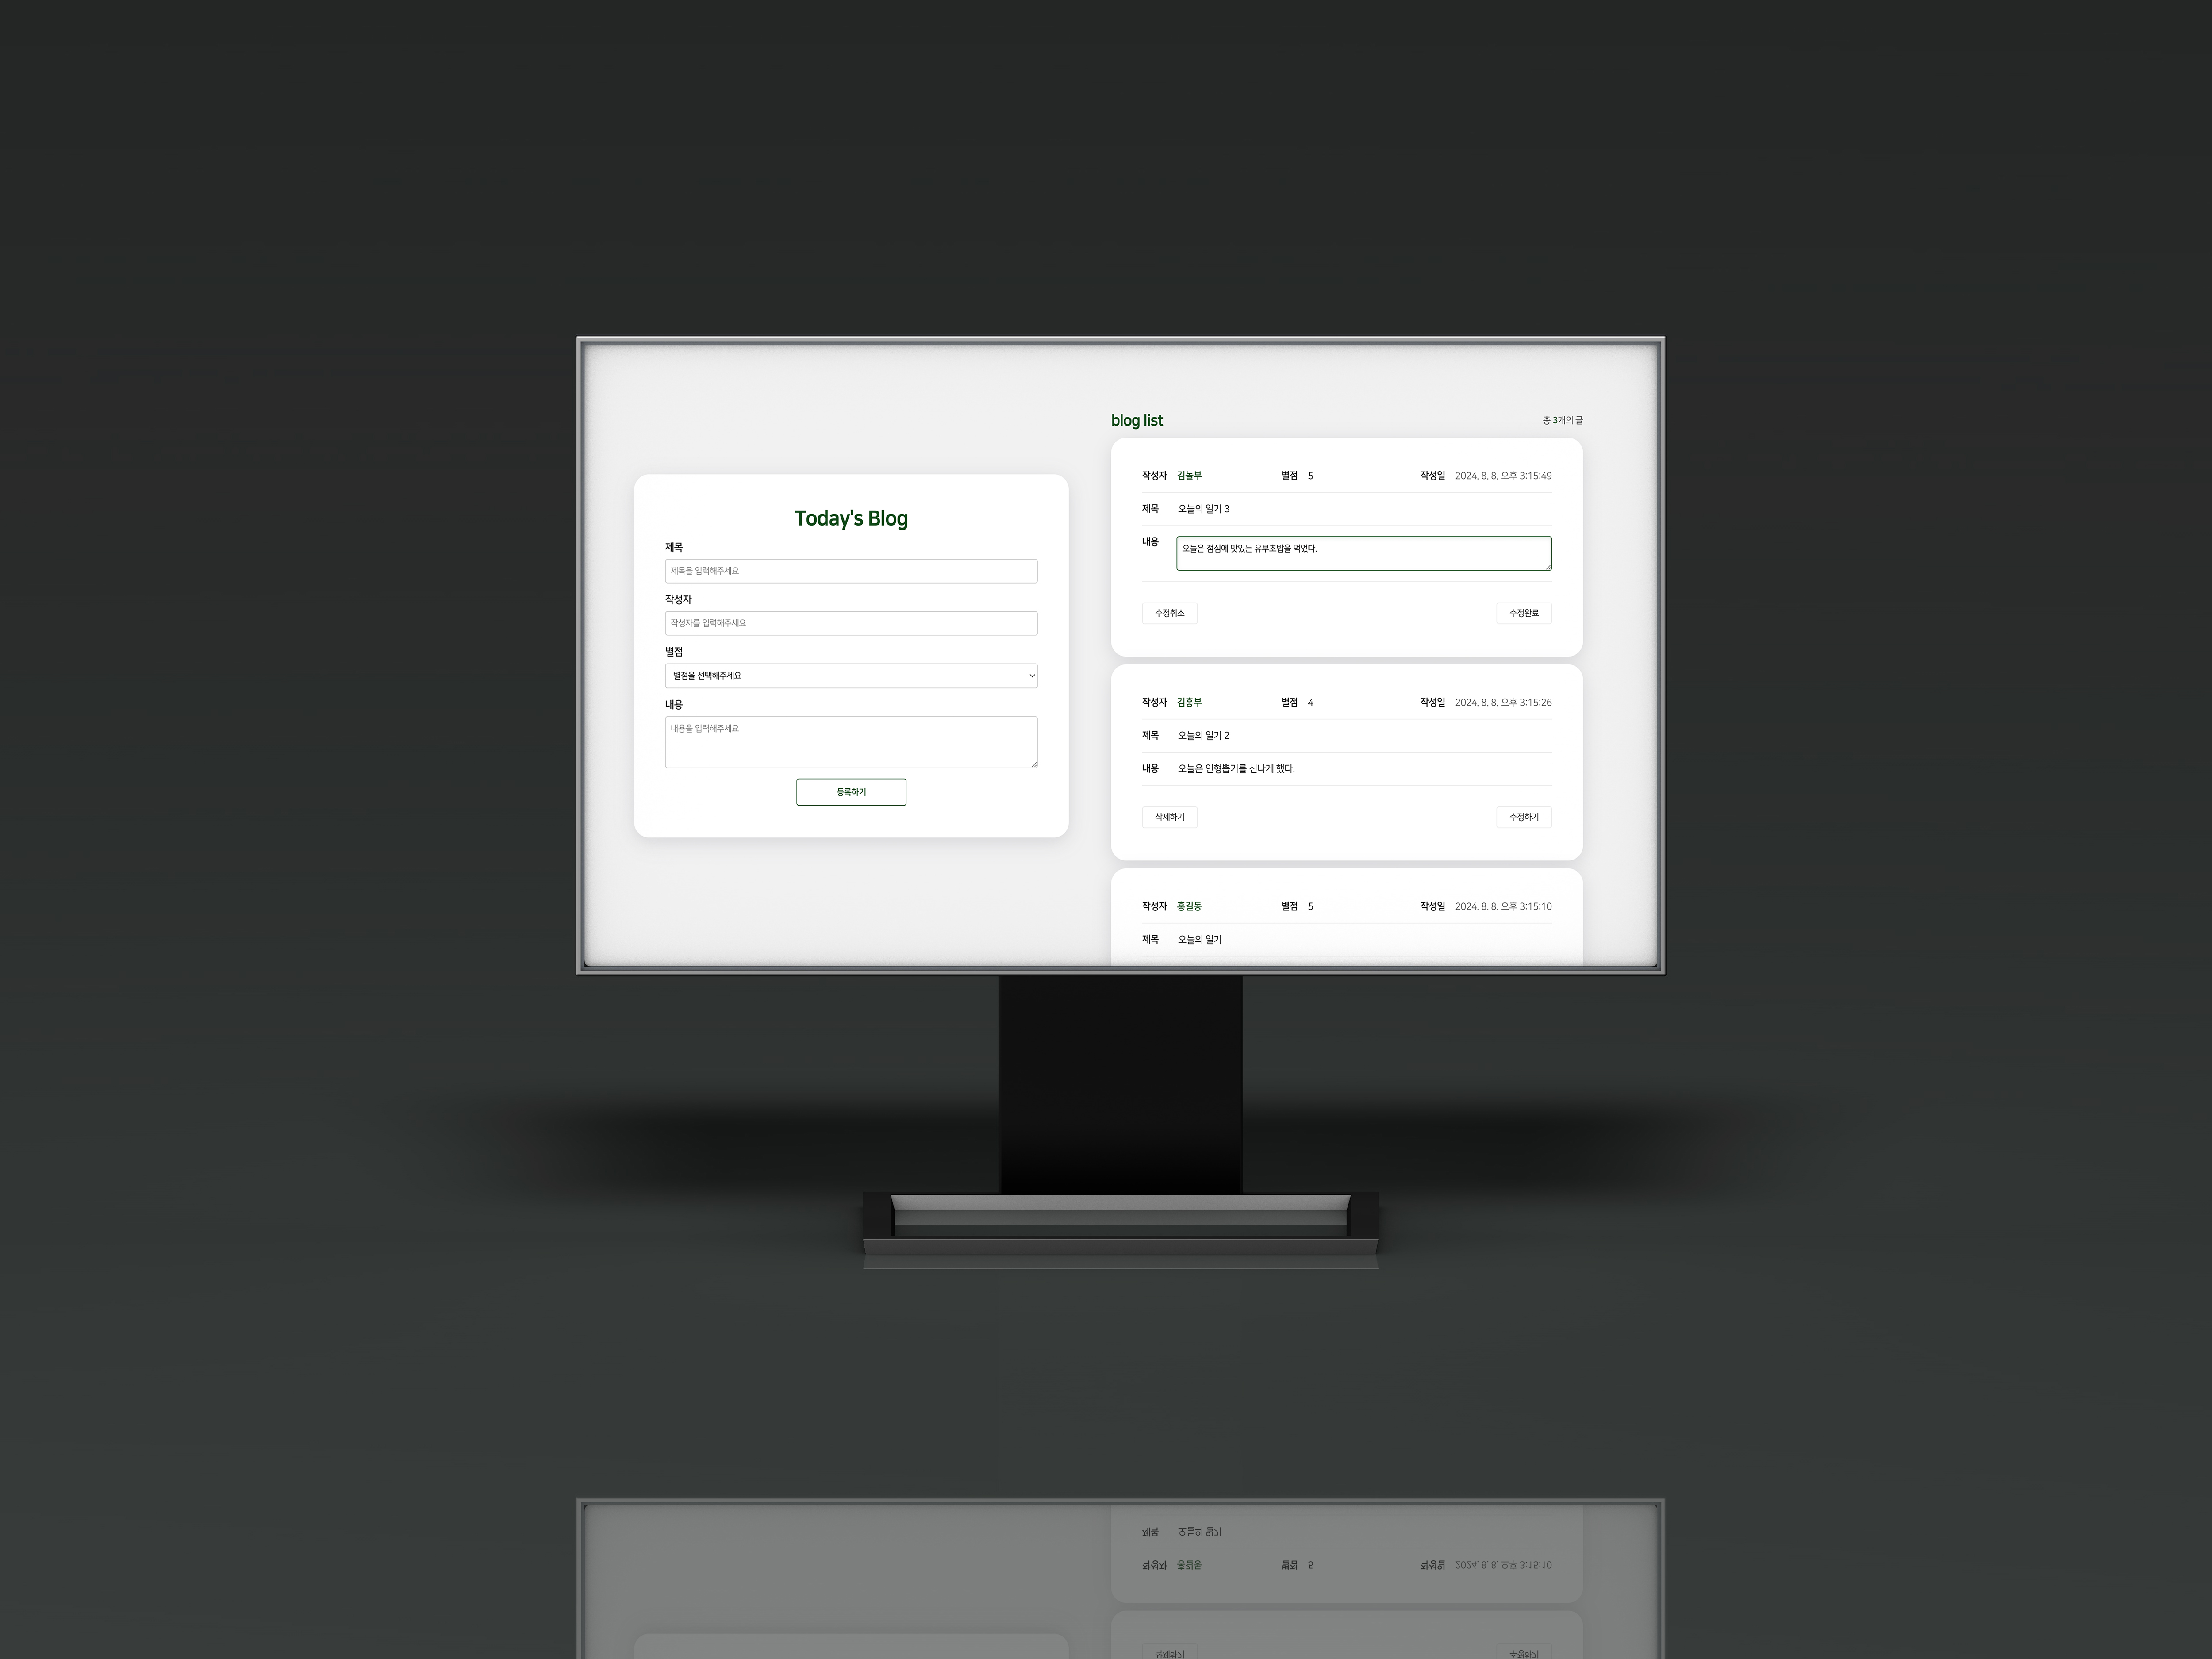 Today's Blog
제목
제목을 입력해주세요
작성자
작성자를 입력해주세요
별점
별점을 선택해주세요
내용
내용을 입력해주세요
등록하기
blog list 총 3개의 글
작성자 김놀부 별점 5 작성일 2024. 8. 8. 오후 3:15:49
제목 오늘의 일기 3
내용 오늘은 점심에 맛있는 유부초밥을 먹었다.
수정취소 수정완료
작성자 김흥부 별점 4 작성일 2024. 8. 8. 오후 3:15:26
제목 오늘의 일기 2
내용 오늘은 인형뽑기를 신나게 했다.
삭제하기 수정하기
작성자 홍길동 별점 5 작성일 2024. 8. 8. 오후 3:15:10
제목 오늘의 일기